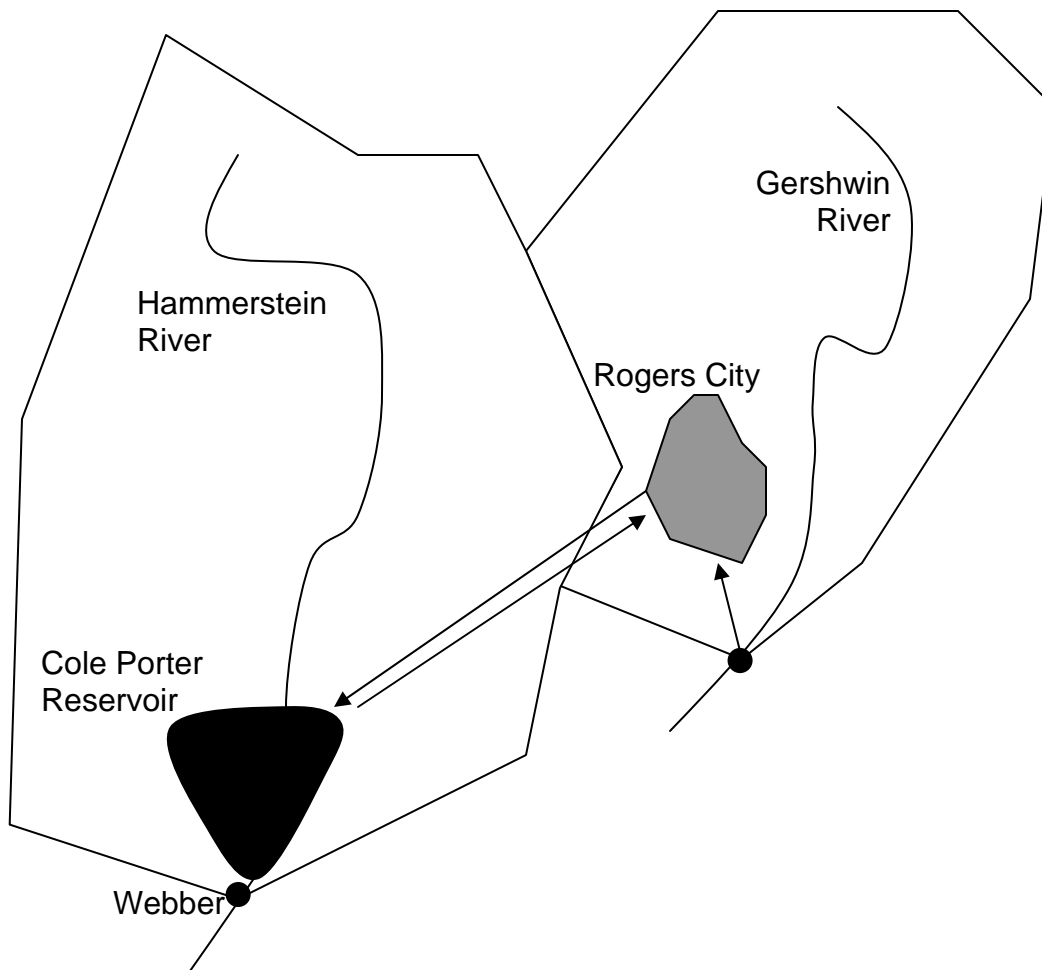 Gershwin
River
Hammerstein
River
Rogers City
Cole Porter
Reservoir
Webber